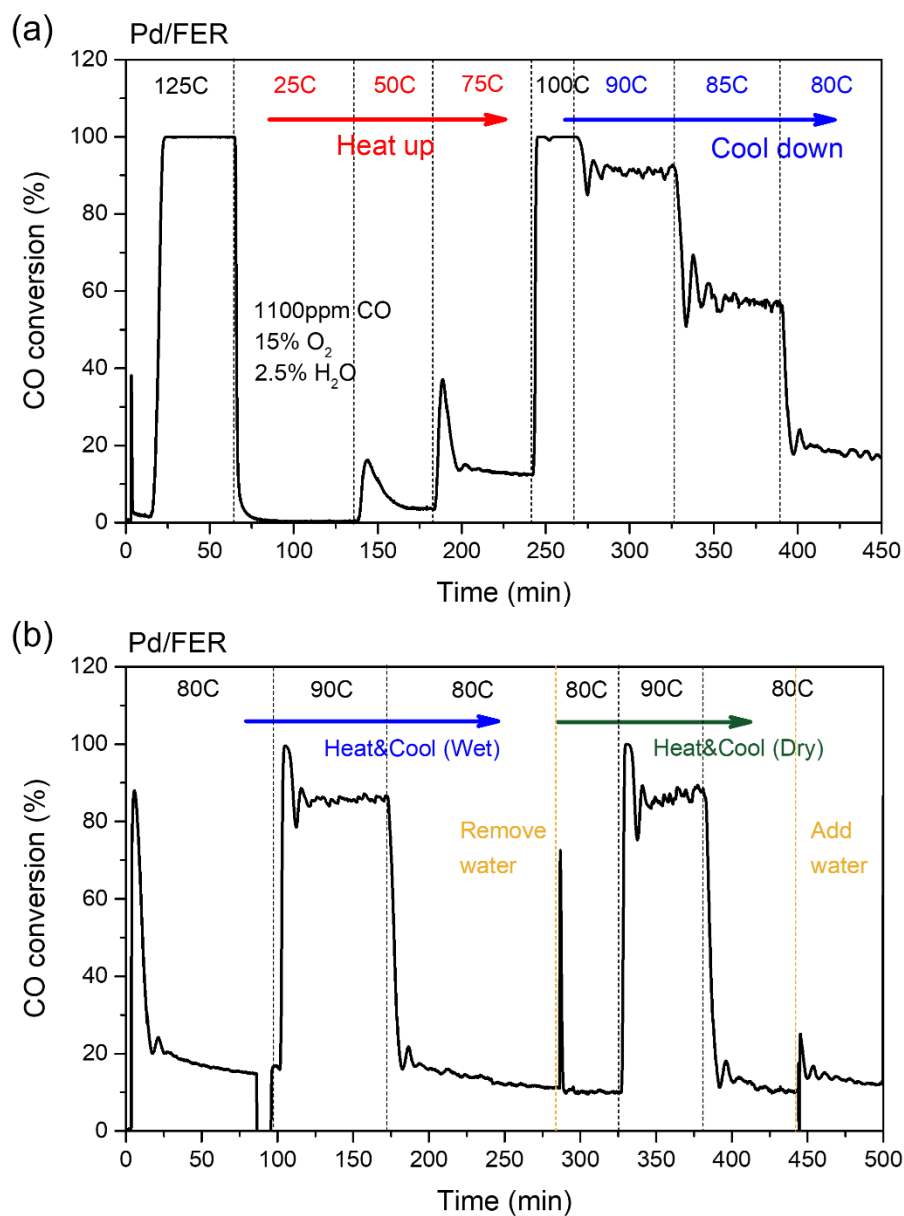 (a)
Pd/FER
120
100
80
60
40
20
0
CO conversion (%)
125C 25C 50C 75C 100C 90C 85C 80C
Heat up
Cool down
1100ppm CO
15% O₂
2.5% H₂O
0 50 100 150 200 250 300 350 400 450
Time (min)
(b)
Pd/FER
120
100
80
60
40
20
0
CO conversion (%)
80C 90C 80C 80C 90C 80C
Heat&Cool (Wet)
Heat&Cool (Dry)
Remove
water
Add
water
0 50 100 150 200 250 300 350 400 450 500
Time (min)